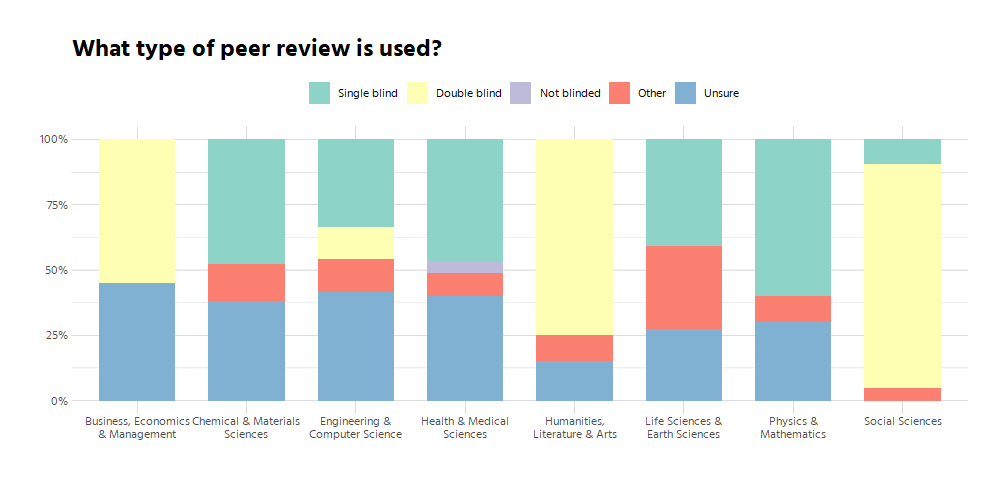 What type of peer review is used?
Single blind Double blind Not blinded Other Unsure
100%
75%
50%
25%
0%
Business, Economics & Management
Chemical & Materials Sciences
Engineering & Computer Science
Health & Medical Sciences
Humanities, Literature & Arts
Life Sciences & Earth Sciences
Physics & Mathematics
Social Sciences